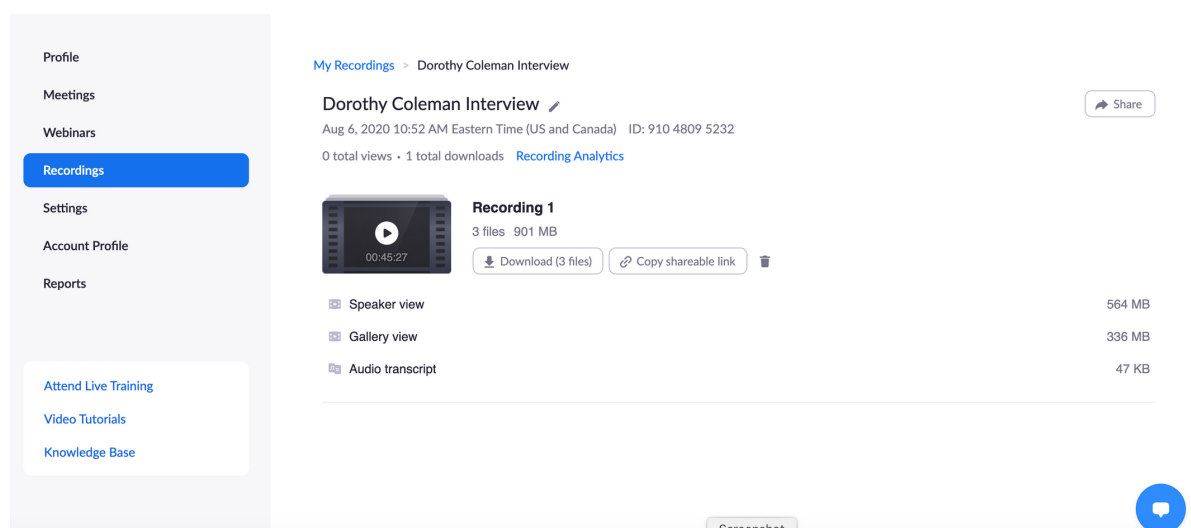 Profile
Meetings
Webinars
Recordings
Settings
Account Profile
Reports
Attend Live Training
Video Tutorials
Knowledge Base
My Recordings > Dorothy Coleman Interview
Dorothy Coleman Interview
Share
Aug 6, 2020 10:52 AM Eastern Time (US and Canada) ID: 910 4809 5232
0 total views • 1 total downloads Recording Analytics
00:45:27
Recording 1
3 files 901 MB
Download (3 files) Copy shareable link
Speaker view 564 MB
Gallery view 336 MB
Audio transcript 47 KB
Screenshot